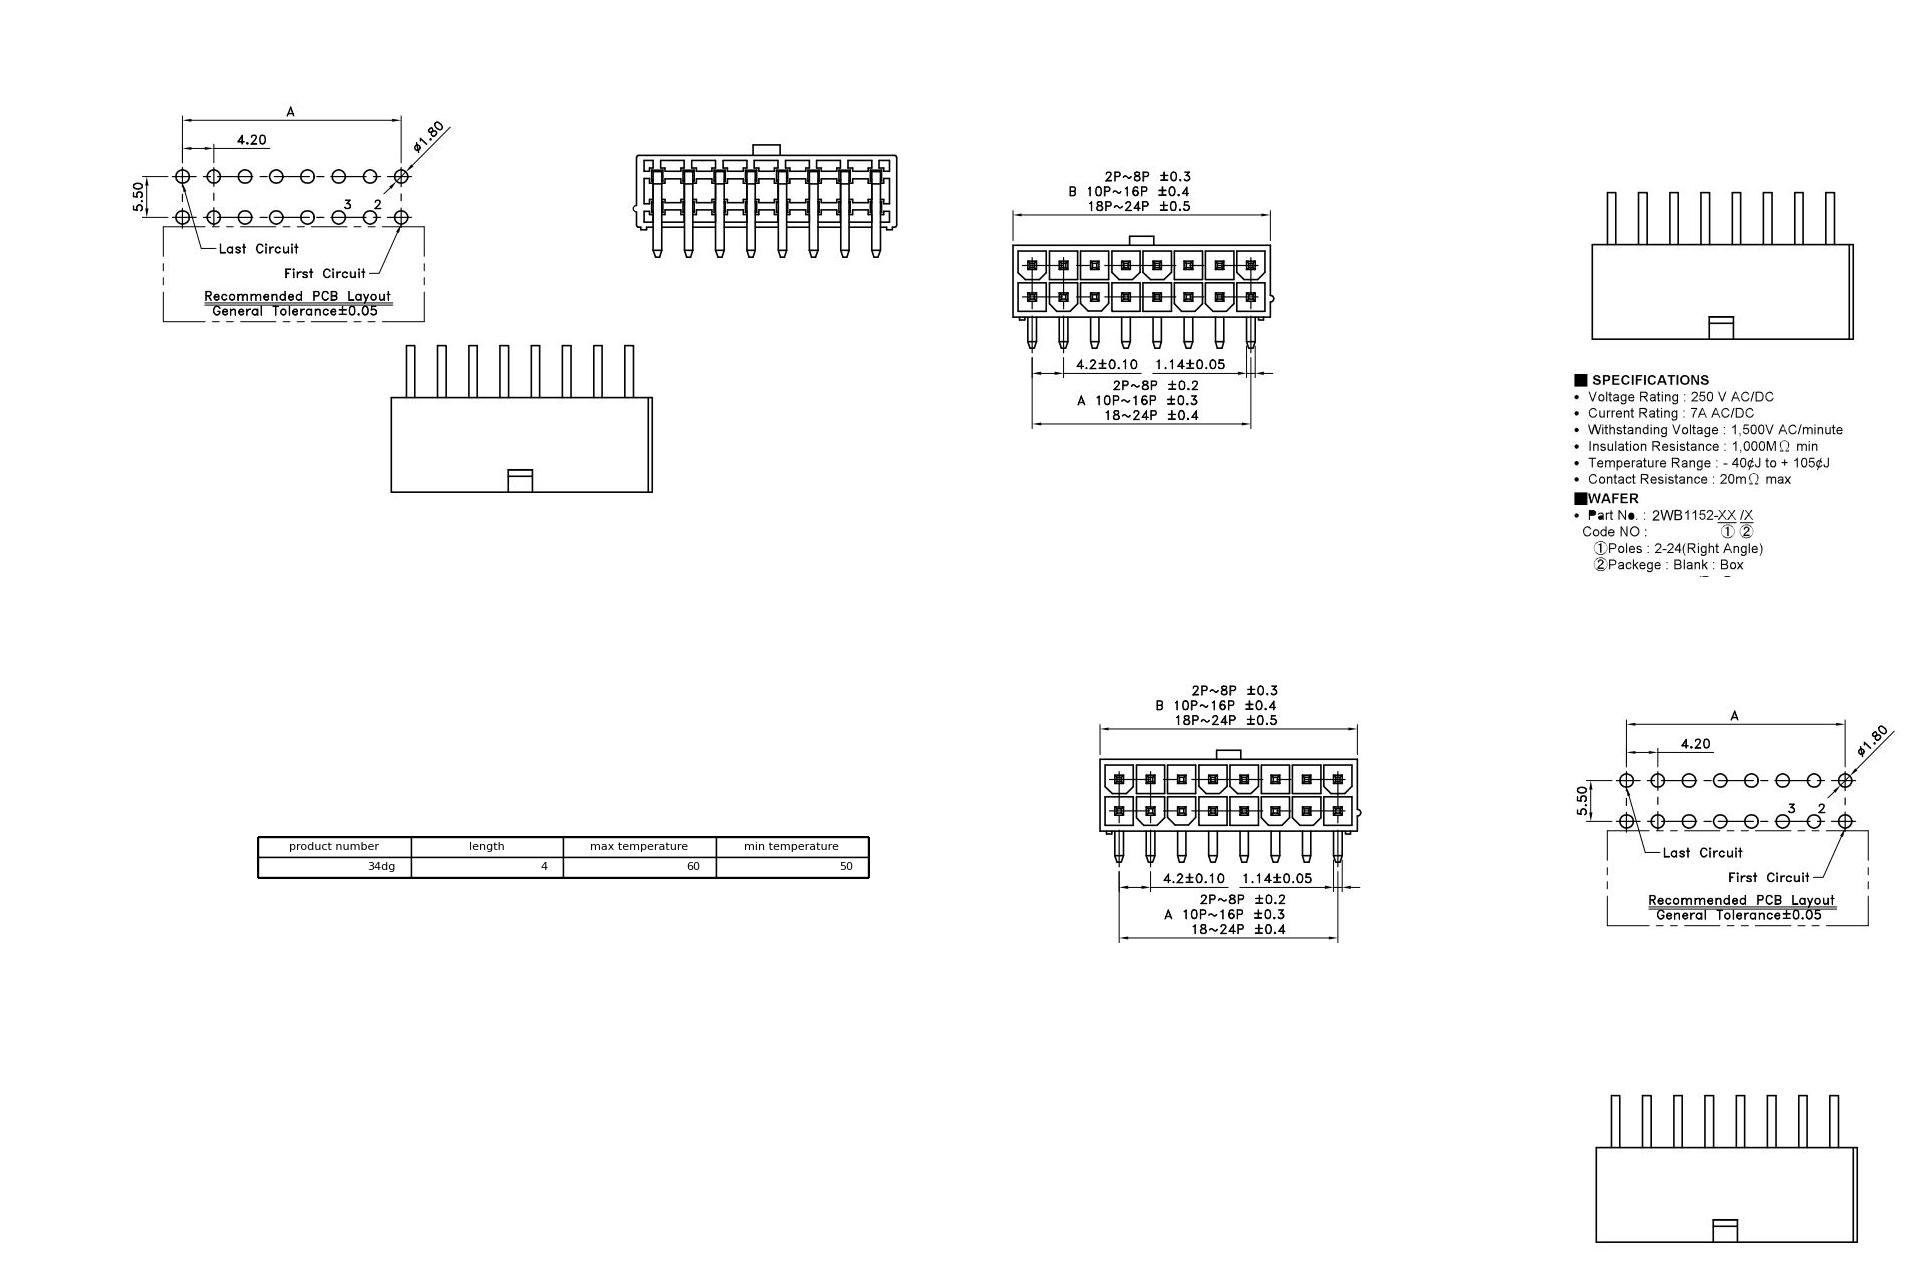 A
4.20
ø1.80
5.50
3 2
Last Circuit
First Circuit
Recommended PCB Layout
General Tolerance±0.05
2P~8P ±0.3
B 10P~16P ±0.4
18P~24P ±0.5
4.2±0.10 1.14±0.05
2P~8P ±0.2
A 10P~16P ±0.3
18~24P ±0.4
■ SPECIFICATIONS
• Voltage Rating : 250 V AC/DC
• Current Rating : 7A AC/DC
• Withstanding Voltage : 1,500V AC/minute
• Insulation Resistance : 1,000MΩ min
• Temperature Range : - 40¢J to + 105¢J
• Contact Resistance : 20mΩ max
■WAFER
• Part No. : 2WB1152-XX /X
Code NO : ① ②
①Poles : 2-24(Right Angle)
②Packege : Blank : Box
product number length max temperature min temperature
34dg 4 60 50
2P~8P ±0.3
B 10P~16P ±0.4
18P~24P ±0.5
4.2±0.10 1.14±0.05
2P~8P ±0.2
A 10P~16P ±0.3
18~24P ±0.4
A
4.20
ø1.80
5.50
3 2
Last Circuit
First Circuit
Recommended PCB Layout
General Tolerance±0.05